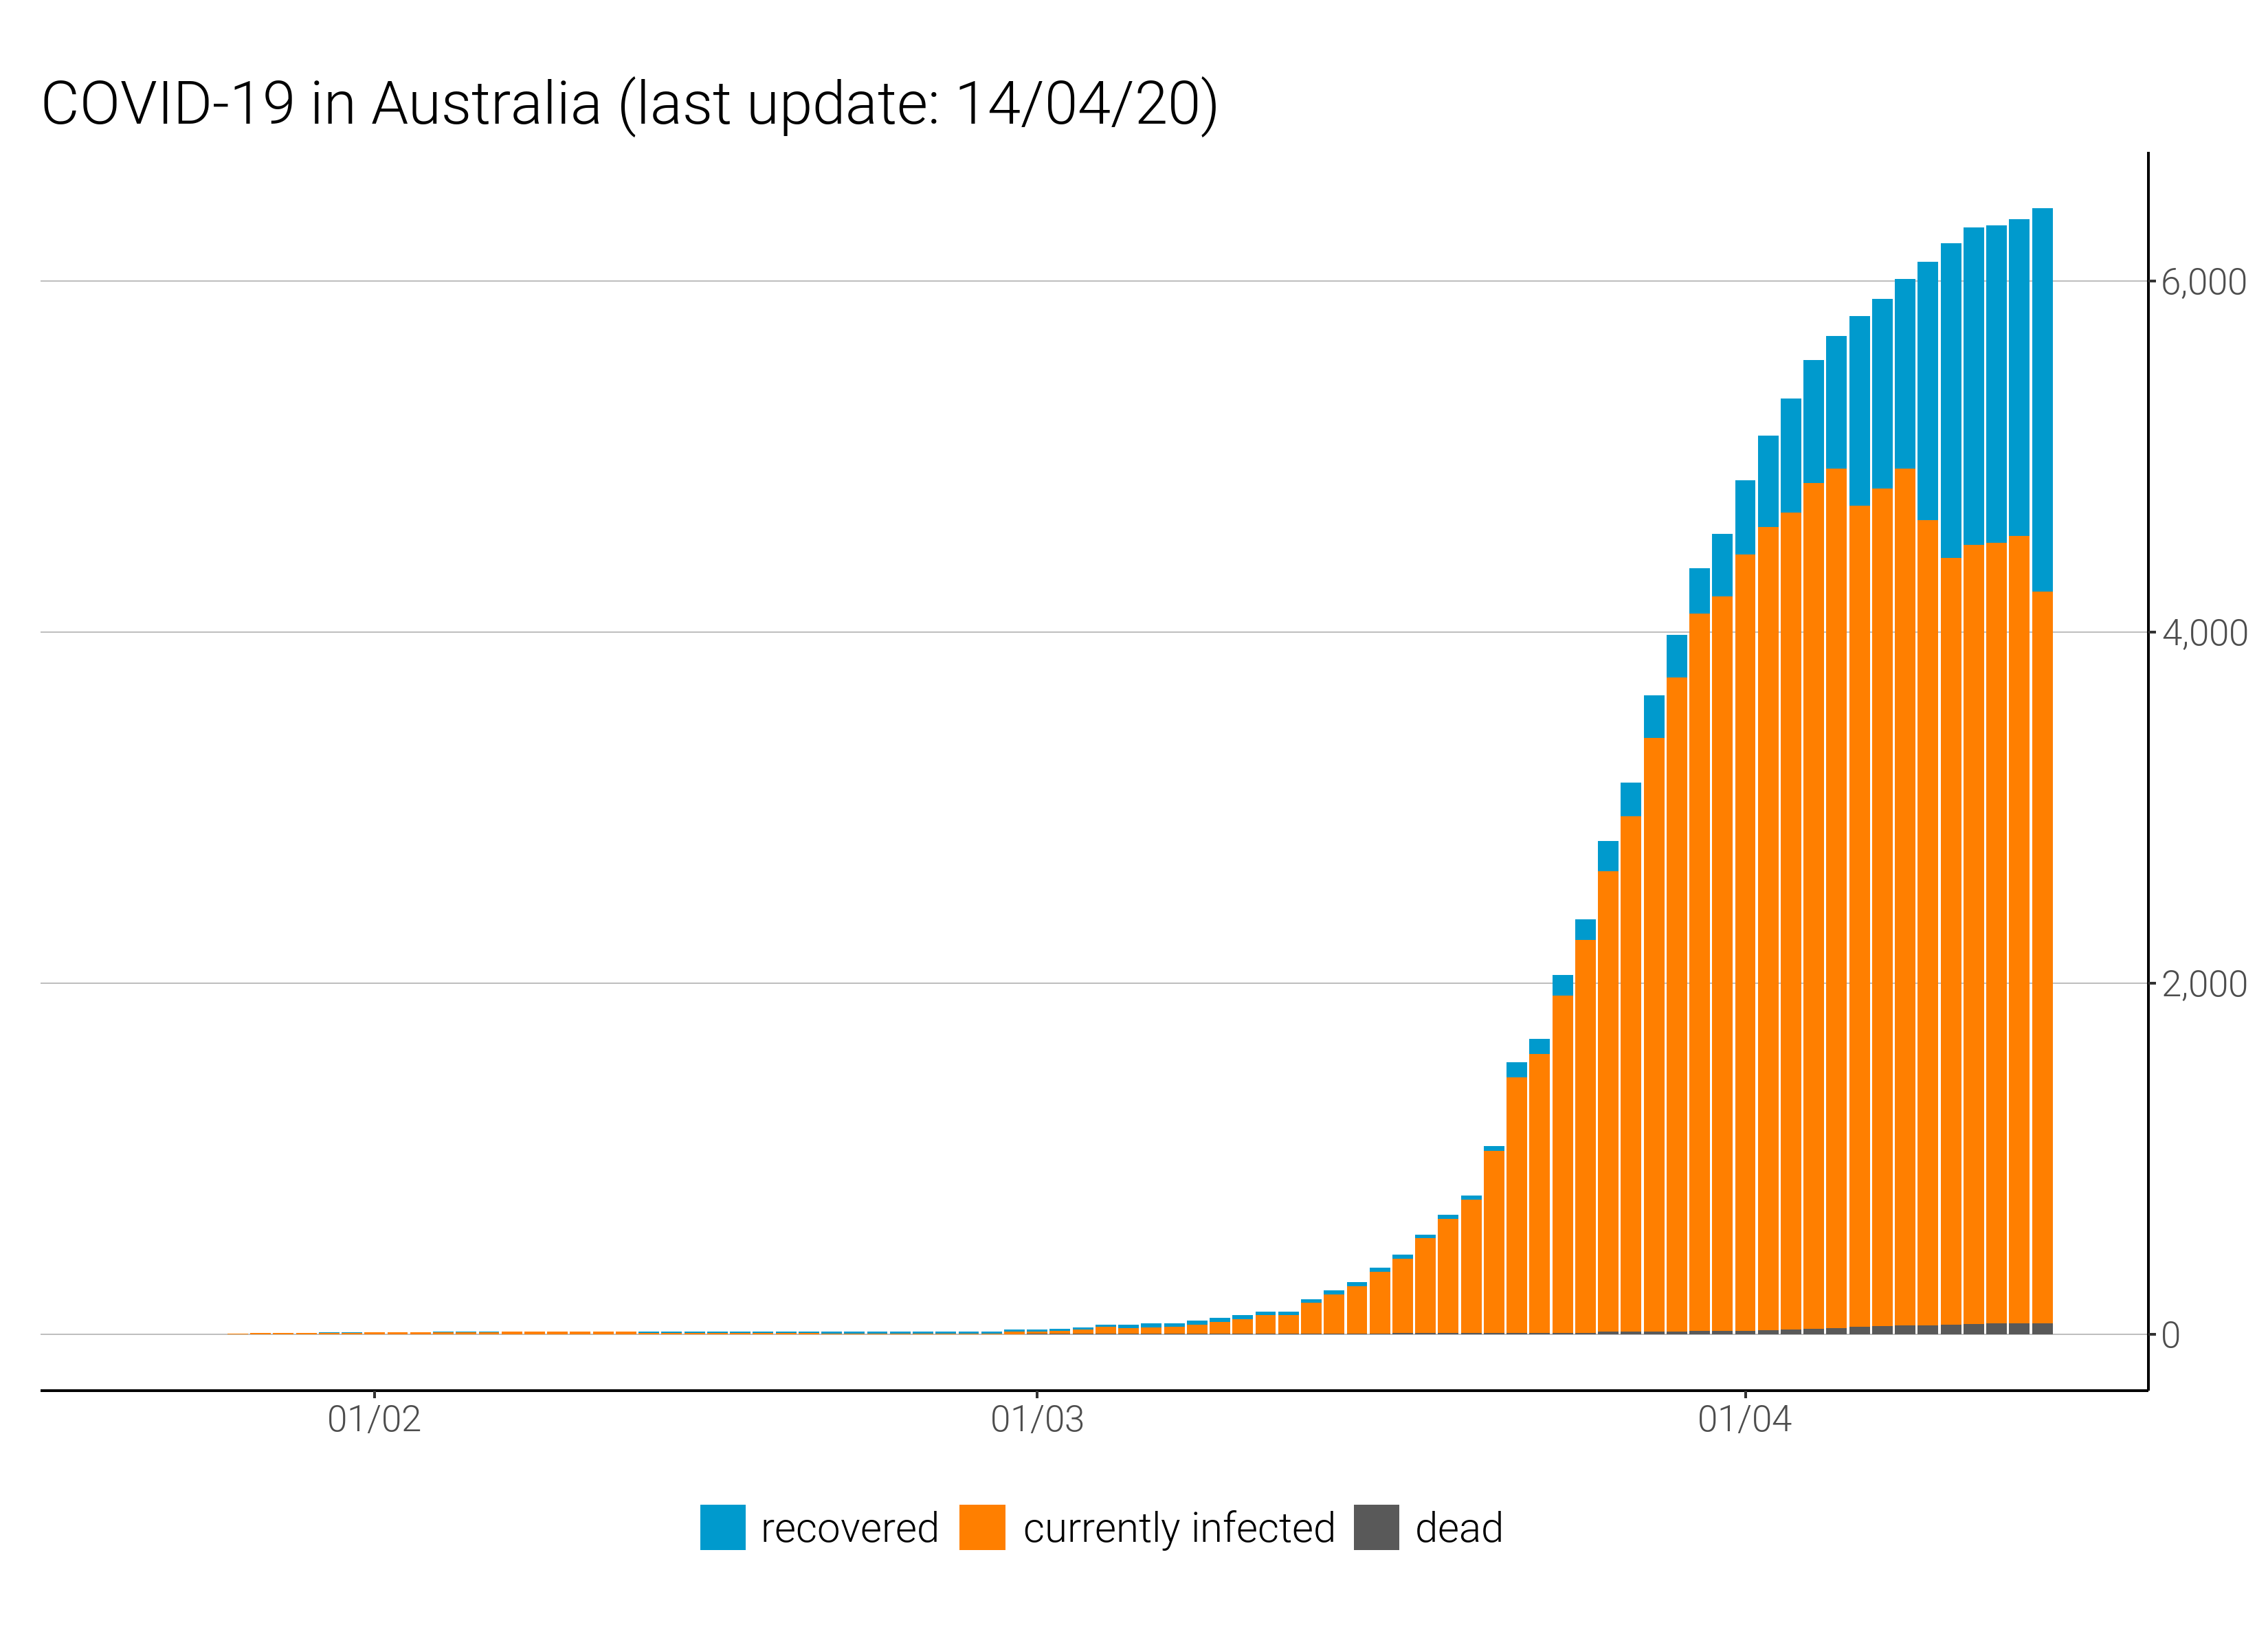 COVID-19 in Australia (last update: 14/04/20)
6,000
4,000
2,000
0
01/02 01/03 01/04
recovered currently infected dead